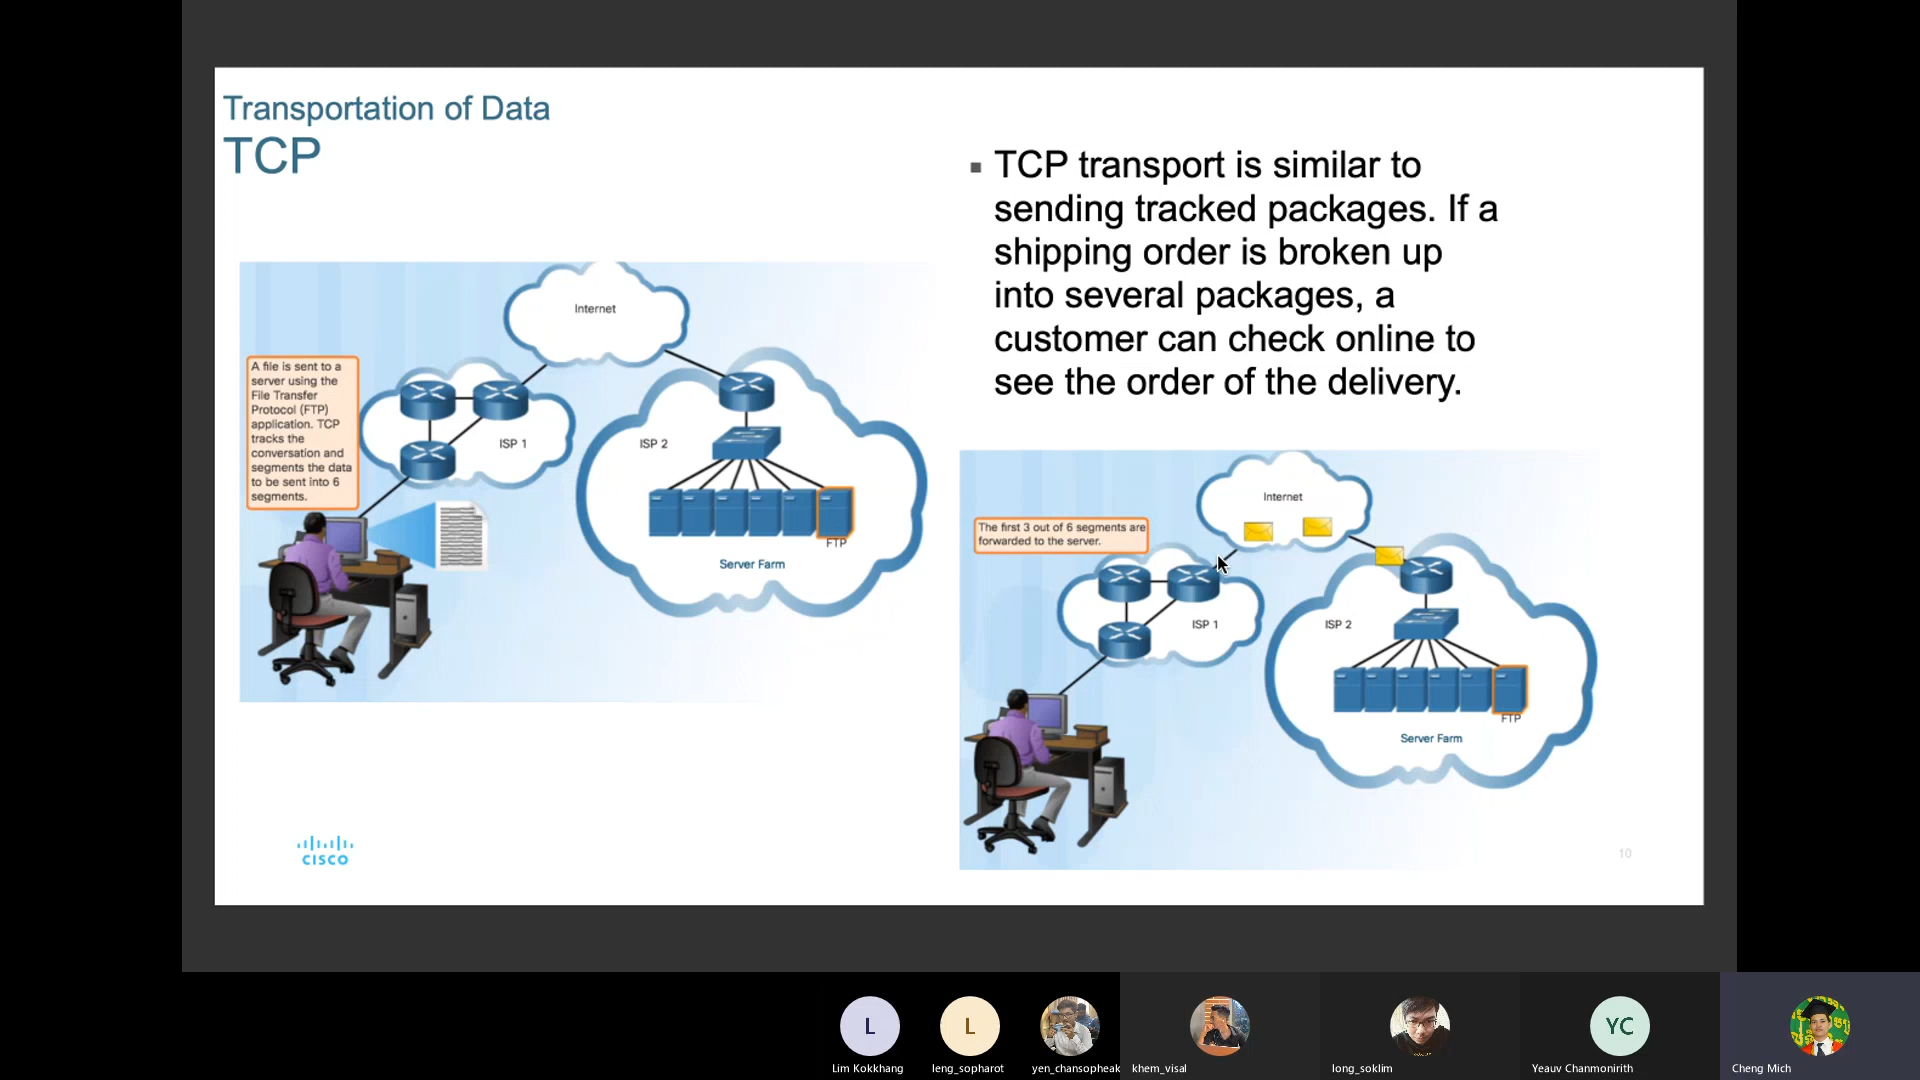 Transportation of Data
TCP
▪ TCP transport is similar to
sending tracked packages. If a
shipping order is broken up
into several packages, a
customer can check online to
see the order of the delivery.
Internet
A file is sent to a
server using the
File Transfer
Protocol (FTP)
application. TCP
tracks the
conversation and
segments the data
to be sent into 6
segments.
ISP 1
ISP 2
FTP
Server Farm
Internet
The first 3 out of 6 segments are
forwarded to the server.
ISP 1
ISP 2
FTP
Server Farm
CISCO
10
L
L
YC
Lim Kokkhang
leng_sopharot
yen_chansopheak
khem_visal
long_soklim
Yeauv Chanmonirith
Cheng Mich